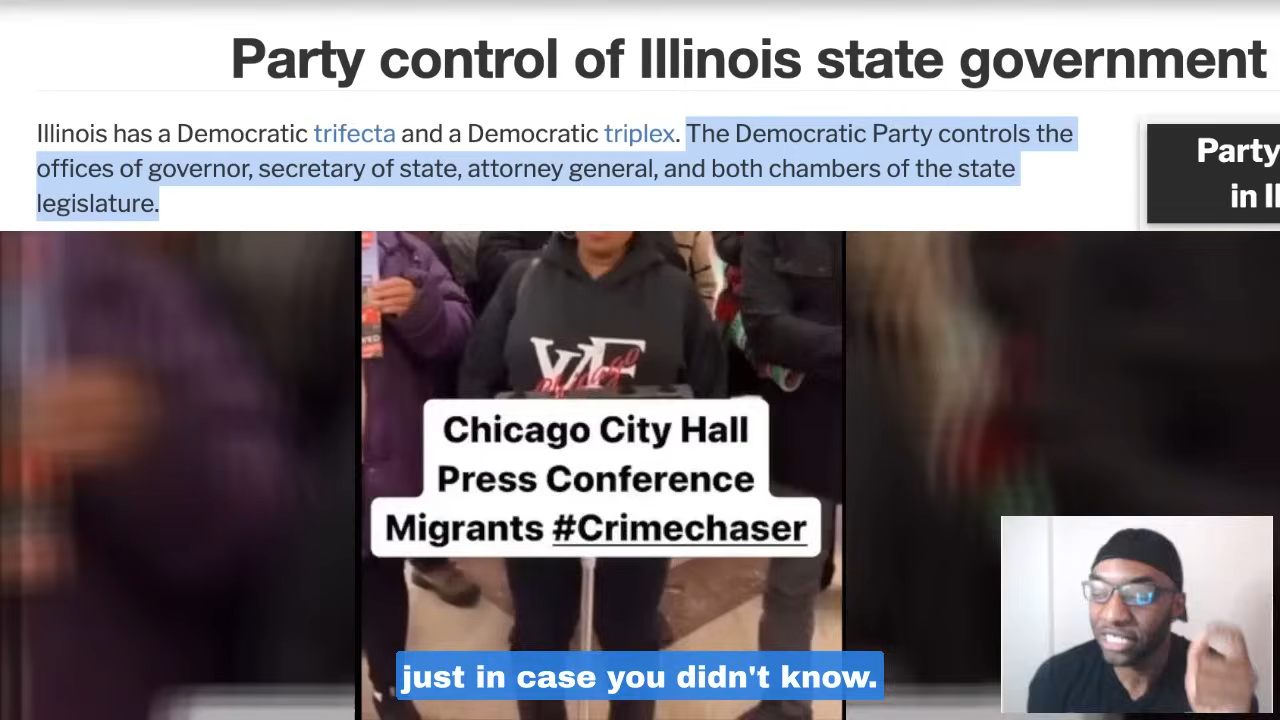 Party control of Illinois state government
Illinois has a Democratic trifecta and a Democratic triplex. The Democratic Party controls the
offices of governor, secretary of state, attorney general, and both chambers of the state
legislature.
Party
in Il
Chicago
Chicago City Hall
Press Conference
Migrants #Crimechaser
just in case you didn't know.